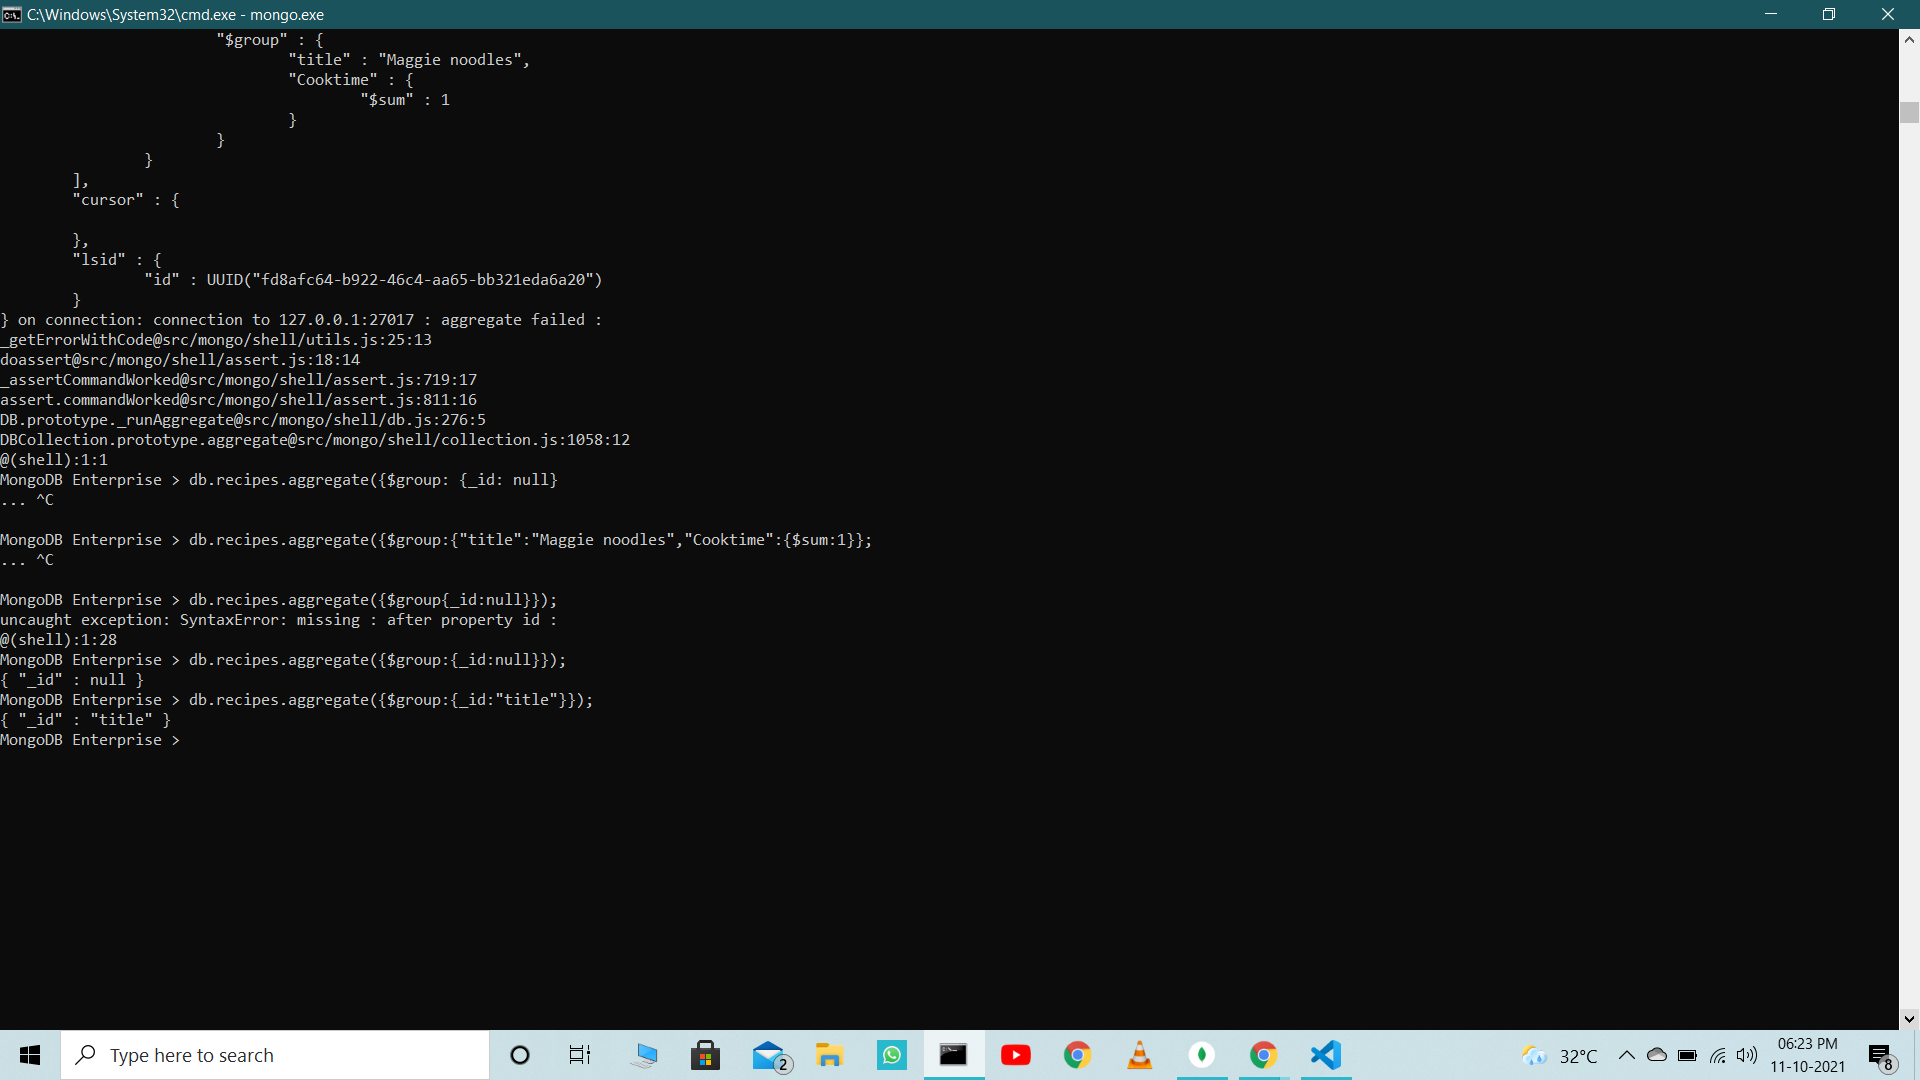 C:\Windows\System32\cmd.exe - mongo.exe
"$group" : {
"title" : "Maggie noodles",
"Cooktime" : {
"$sum" : 1
}
}
}
],
"cursor" : {
},
"lsid" : {
"id" : UUID("fd8afc64-b922-46c4-aa65-bb321eda6a20")
}
} on connection: connection to 127.0.0.1:27017 : aggregate failed :
_getErrorWithCode@src/mongo/shell/utils.js:25:13
doassert@src/mongo/shell/assert.js:18:14
_assertCommandWorked@src/mongo/shell/assert.js:719:17
assert.commandWorked@src/mongo/shell/assert.js:811:16
DB.prototype._runAggregate@src/mongo/shell/db.js:276:5
DBCollection.prototype.aggregate@src/mongo/shell/collection.js:1058:12
@(shell):1:1
MongoDB Enterprise > db.recipes.aggregate({$group: {_id: null}
... ^C
MongoDB Enterprise > db.recipes.aggregate({$group:{"title":"Maggie noodles","Cooktime":{$sum:1}};
... ^C
MongoDB Enterprise > db.recipes.aggregate({$group{_id:null}});
uncaught exception: SyntaxError: missing : after property id :
@(shell):1:28
MongoDB Enterprise > db.recipes.aggregate({$group:{_id:null}});
{ "_id" : null }
MongoDB Enterprise > db.recipes.aggregate({$group:{_id:"title"}});
{ "_id" : "title" }
MongoDB Enterprise >
Type here to search
2
32°C
06:23 PM
11-10-2021
8